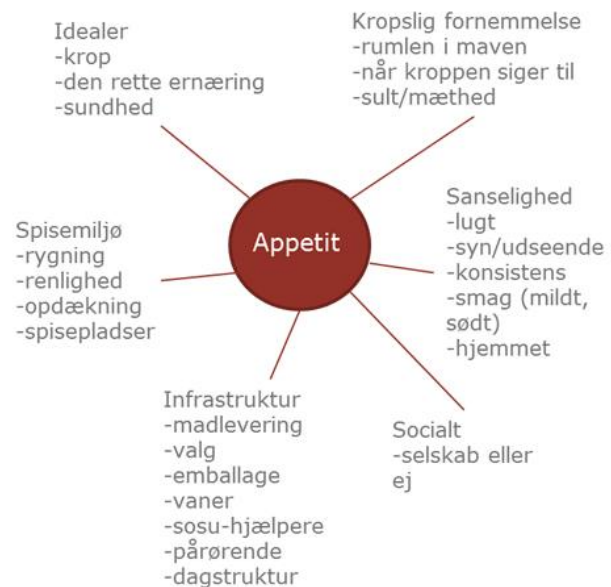 Idealer
-krop
-den rette ernæring
-sundhed
Kropslig fornemmelse
-rumlen i maven
-når kroppen siger til
-sult/mæthed
Appetit
Spisemiljø
-rygning
-renlighed
-opdækning
-spisepladser
Sanselighed
-lugt
-syn/udseende
-konsistens
-smag (mildt,
sødt)
-hjemmet
Infrastruktur
-madlevering
-valg
-emballage
-vaner
-sosu-hjælpere
-pårørende
-dagstruktur
Socialt
-selskab eller
ej